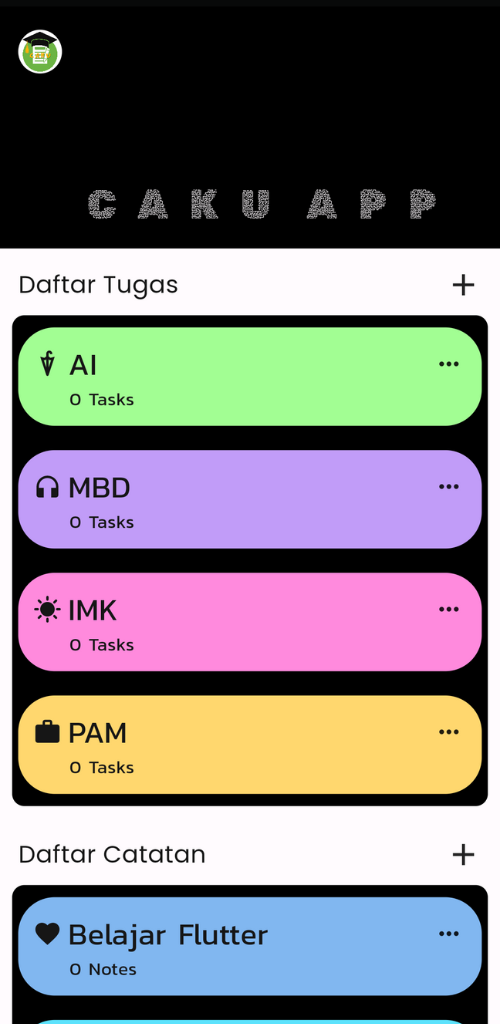 CAKU APP
Daftar Tugas
AI
0 Tasks
MBD
0 Tasks
IMK
0 Tasks
PAM
0 Tasks
Daftar Catatan
Belajar Flutter
0 Notes